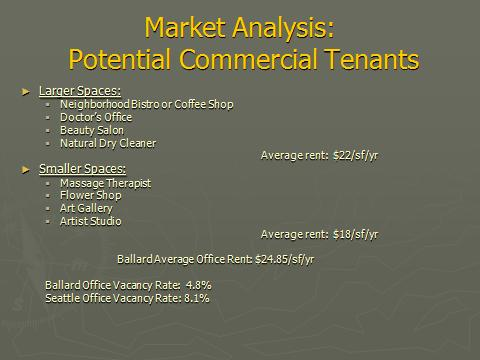 Market Analysis:
Potential Commercial Tenants
► Larger Spaces:
▪ Neighborhood Bistro or Coffee Shop
▪ Doctor's Office
▪ Beauty Salon
▪ Natural Dry Cleaner
Average rent: $22/sf/yr
► Smaller Spaces:
▪ Massage Therapist
▪ Flower Shop
▪ Art Gallery
▪ Artist Studio
Average rent: $18/sf/yr
Ballard Average Office Rent: $24.85/sf/yr
Ballard Office Vacancy Rate: 4.8%
Seattle Office Vacancy Rate: 8.1%